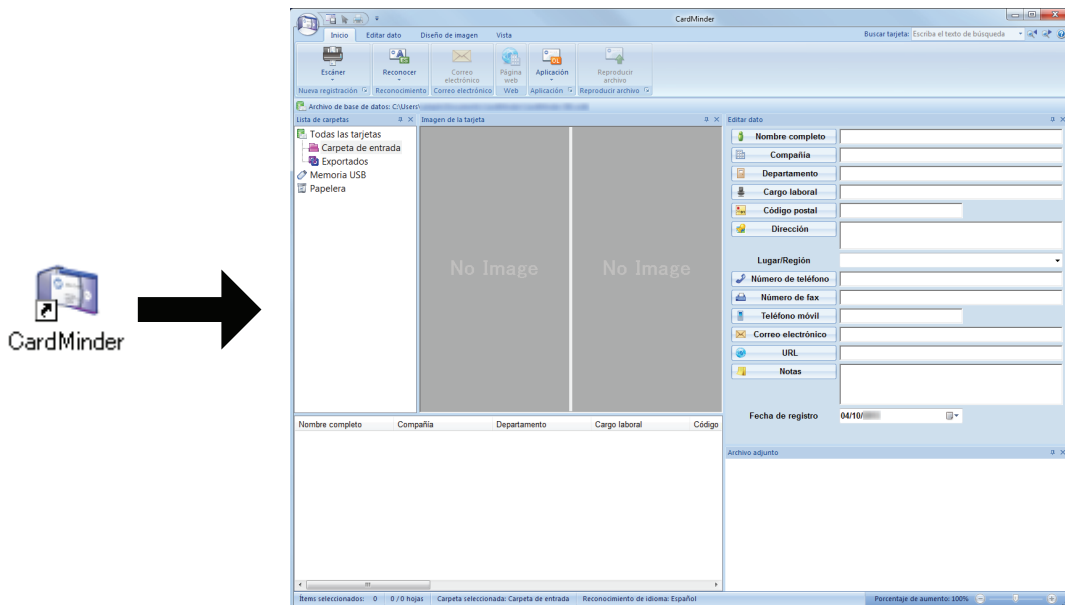 CardMinder
CardMinder
Inicio Editar dato Diseño de imagen Vista
Buscar tarjeta: Escriba el texto de búsqueda
Escáner
Reconocer
Correo electrónico
Página web
Aplicación
Reproducir archivo
Nueva registración Reconocimiento Correo electrónico Web Aplicación Reproducir archivo
Archivo de base de datos: C:\Users\
Lista de carpetas
Imagen de la tarjeta
Editar dato
Todas las tarjetas
Carpeta de entrada
Exportados
Memoria USB
Papelera
No Image
No Image
Nombre completo
Compañía
Departamento
Cargo laboral
Código postal
Dirección
Lugar/Región
Número de teléfono
Número de fax
Teléfono móvil
Correo electrónico
URL
Notas
Fecha de registro 04/10/
Nombre completo Compañía Departamento Cargo laboral Código
Archivo adjunto
Ítems seleccionados: 0 0 / 0 hojas Carpeta seleccionada: Carpeta de entrada Reconocimiento de idioma: Español Porcentaje de aumento: 100%